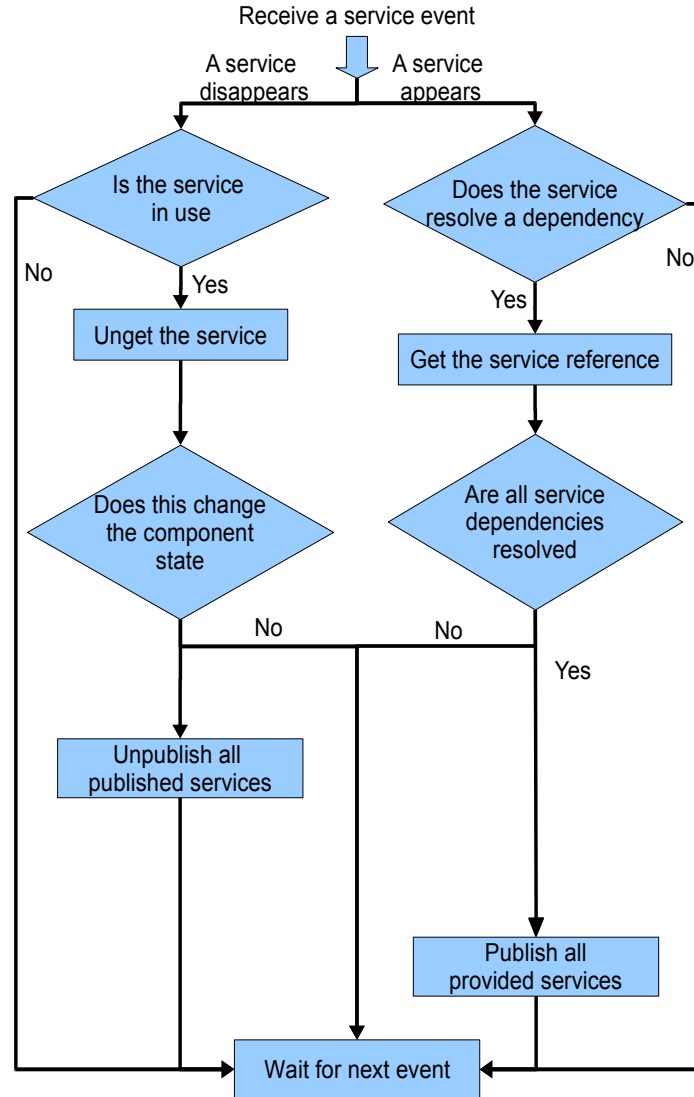 Receive a service event
A service
disappears
A service
appears
Is the service
in use
Does the service
resolve a dependency
No
Yes
No
Yes
Unget the service
Get the service reference
Does this change
the component
state
Are all service
dependencies
resolved
No
No
Yes
Unpublish all
published services
Publish all
provided services
Wait for next event